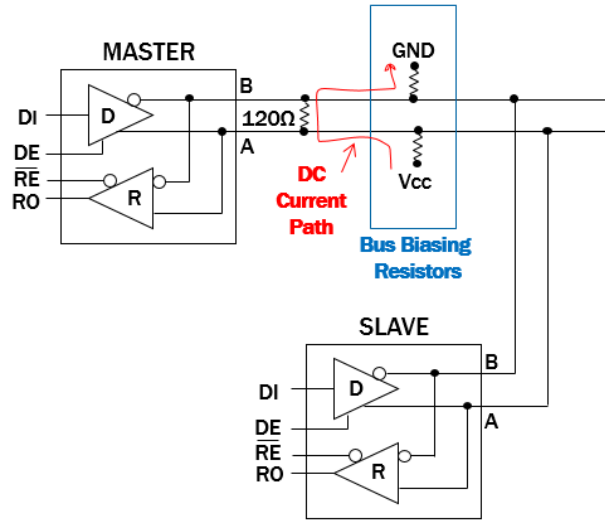 MASTER
GND
B
DI
D
120Ω
DE
A
RE
R
RO
Vcc
DC
Current
Path
Bus Biasing
Resistors
SLAVE
B
DI
D
A
DE
RE
R
RO